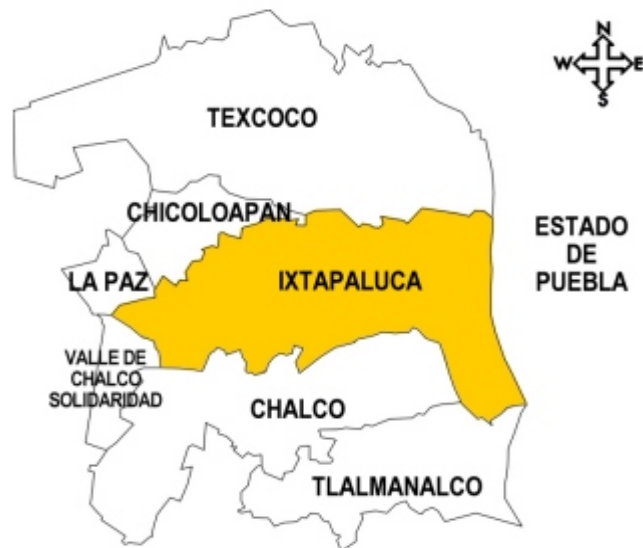 N
W E
S
TEXCOCO
CHICOLOAPAN
ESTADO
DE
PUEBLA
LA PAZ
IXTAPALUCA
VALLE DE
CHALCO
SOLIDARIDAD
CHALCO
TLALMANALCO